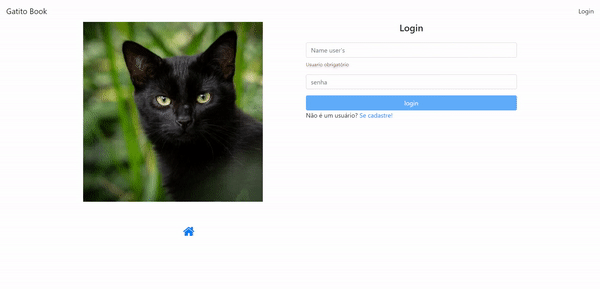 Gatito Book
Login
Login
Name user's
Usuario obrigatório
senha
login
Não é um usuário? Se cadastre!